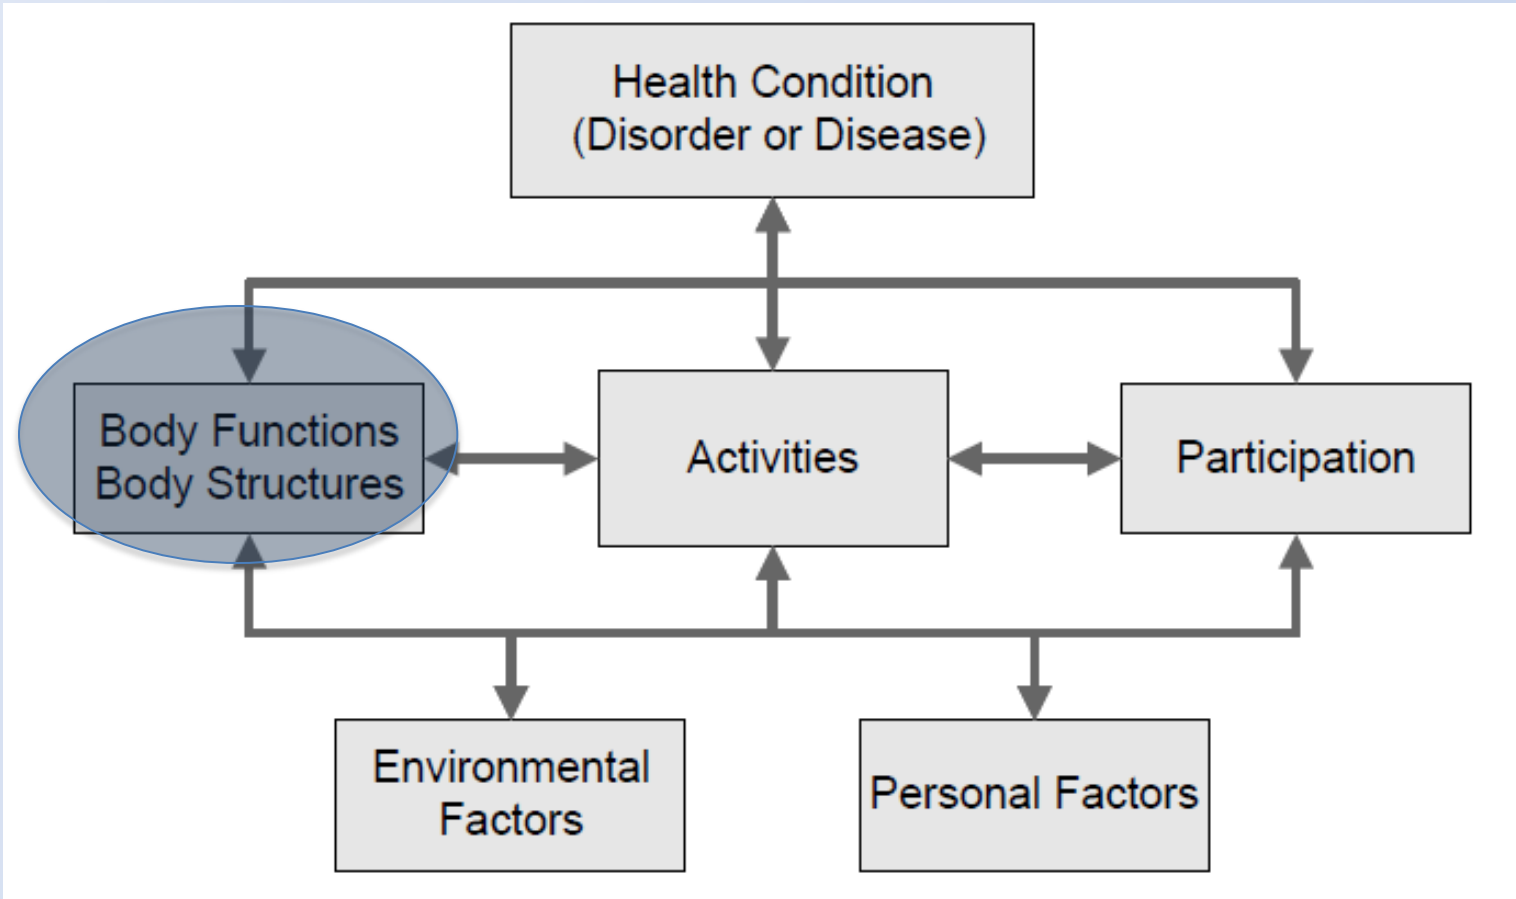 Health Condition
(Disorder or Disease)
Body Functions
Body Structures
Activities
Participation
Environmental
Factors
Personal Factors